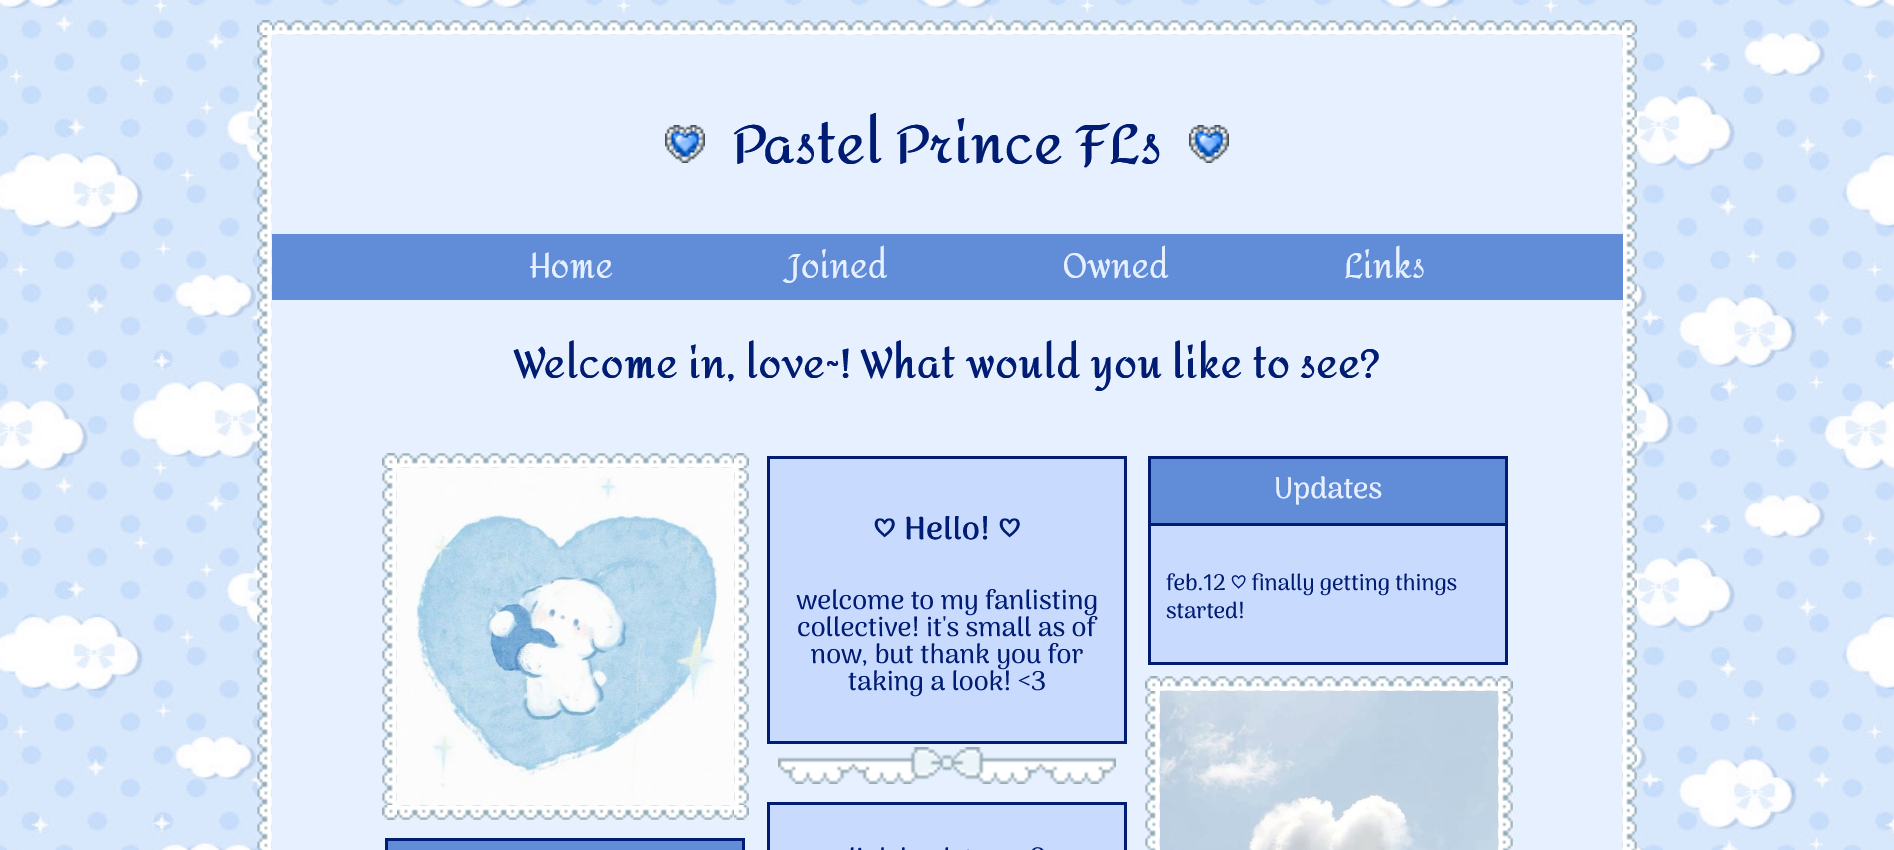 Pastel Prince FLs
Home Joined Owned Links
Welcome in, love~! What would you like to see?
♡ Hello! ♡
welcome to my fanlisting
collective! it's small as of
now, but thank you for
taking a look! <3
Updates
feb.12 ♡ finally getting things
started!